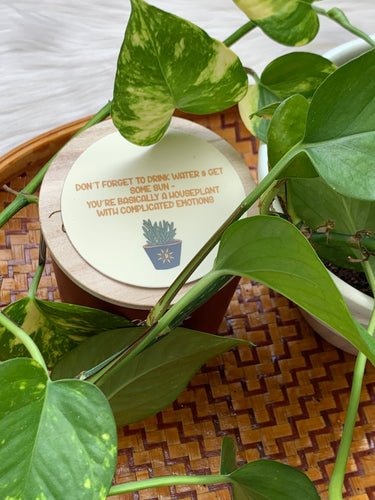 DON'T FORGET TO DRINK WATER & GET
SOME SUN -
YOU'RE BASICALLY A HOUSEPLANT
WITH COMPLICATED EMOTIONS